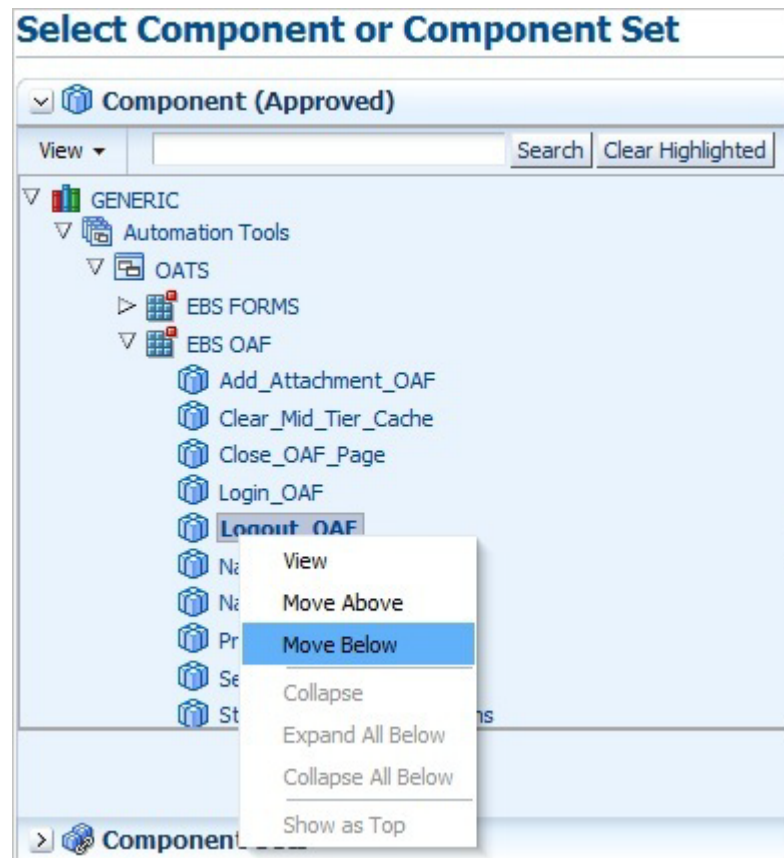 Select Component or Component Set
Component (Approved)
View Search Clear Highlighted
GENERIC
Automation Tools
OATS
EBS FORMS
EBS OAF
Add_Attachment_OAF
Clear_Mid_Tier_Cache
Close_OAF_Page
Login_OAF
Logout_OAF
View
Move Above
Move Below
Collapse
Expand All Below
Collapse All Below
Show as Top
Component